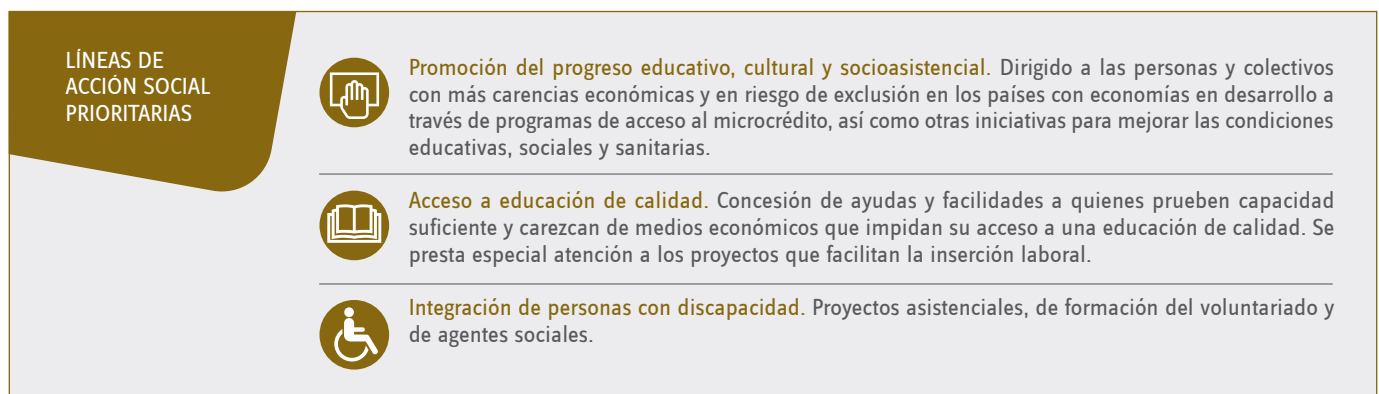 LÍNEAS DE
ACCIÓN SOCIAL
PRIORITARIAS
Promoción del progreso educativo, cultural y socioasistencial. Dirigido a las personas y colectivos
con más carencias económicas y en riesgo de exclusión en los países con economías en desarrollo a
través de programas de acceso al microcrédito, así como otras iniciativas para mejorar las condiciones
educativas, sociales y sanitarias.
Acceso a educación de calidad. Concesión de ayudas y facilidades a quienes prueben capacidad
suficiente y carezcan de medios económicos que impidan su acceso a una educación de calidad. Se
presta especial atención a los proyectos que facilitan la inserción laboral.
Integración de personas con discapacidad. Proyectos asistenciales, de formación del voluntariado y
de agentes sociales.